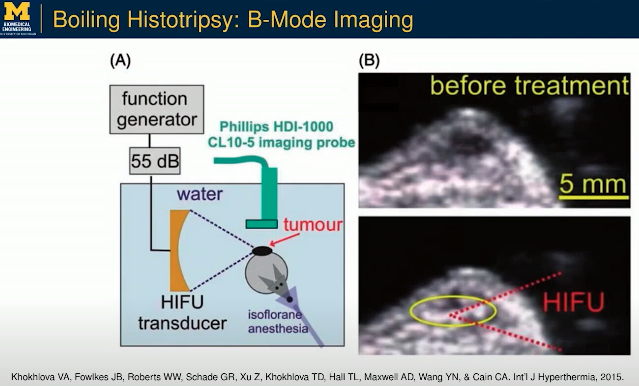 M
BIOMEDICAL
ENGINEERING
Boiling Histotripsy: B-Mode Imaging
(A)
function
generator
55 dB
Phillips HDI-1000
CL10-5 imaging probe
water
tumour
HIFU
transducer
isoflorane
anesthesia
(B)
before treatment
5 mm
HIFU
Khokhlova VA, Fowlkes JB, Roberts WW, Schade GR, Xu Z, Khokhlova TD, Hall TL, Maxwell AD, Wang YN, & Cain CA. Int'l J Hyperthermia, 2015.